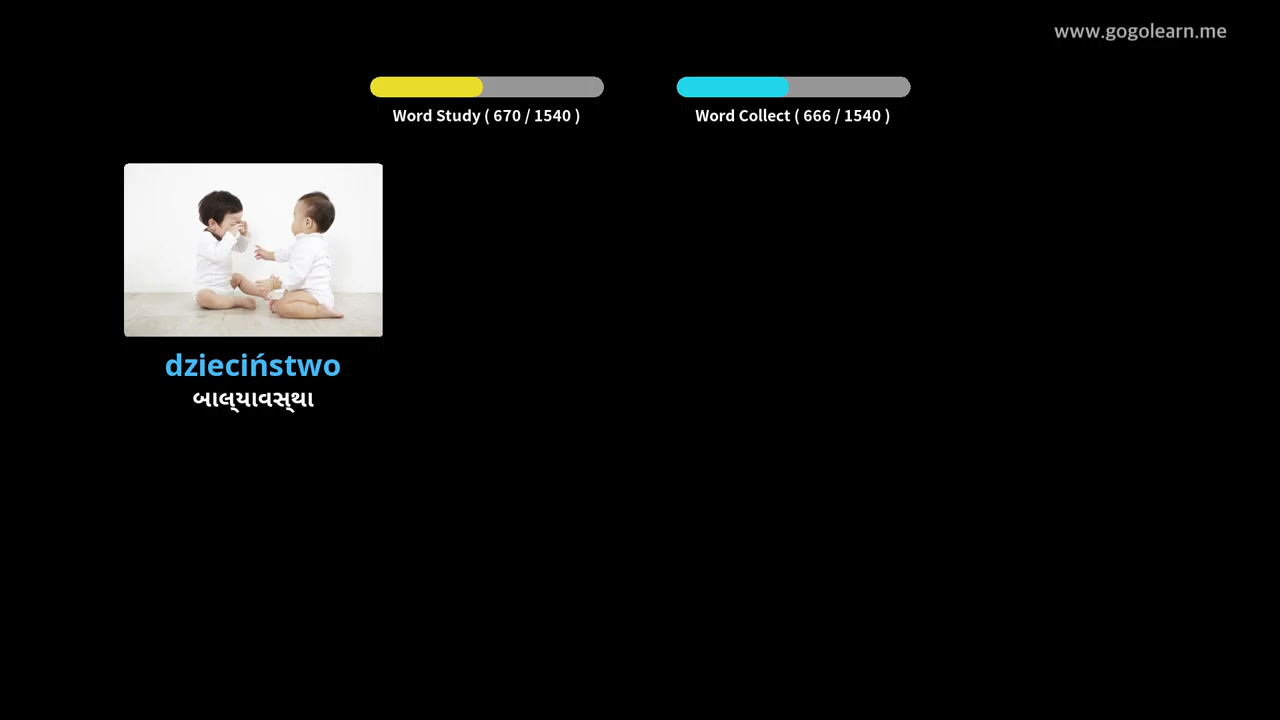 www.gogolearn.me
Word Study ( 670 / 1540 )
Word Collect ( 666 / 1540 )
dzieciństwo
બાલ્યાવસ્થા